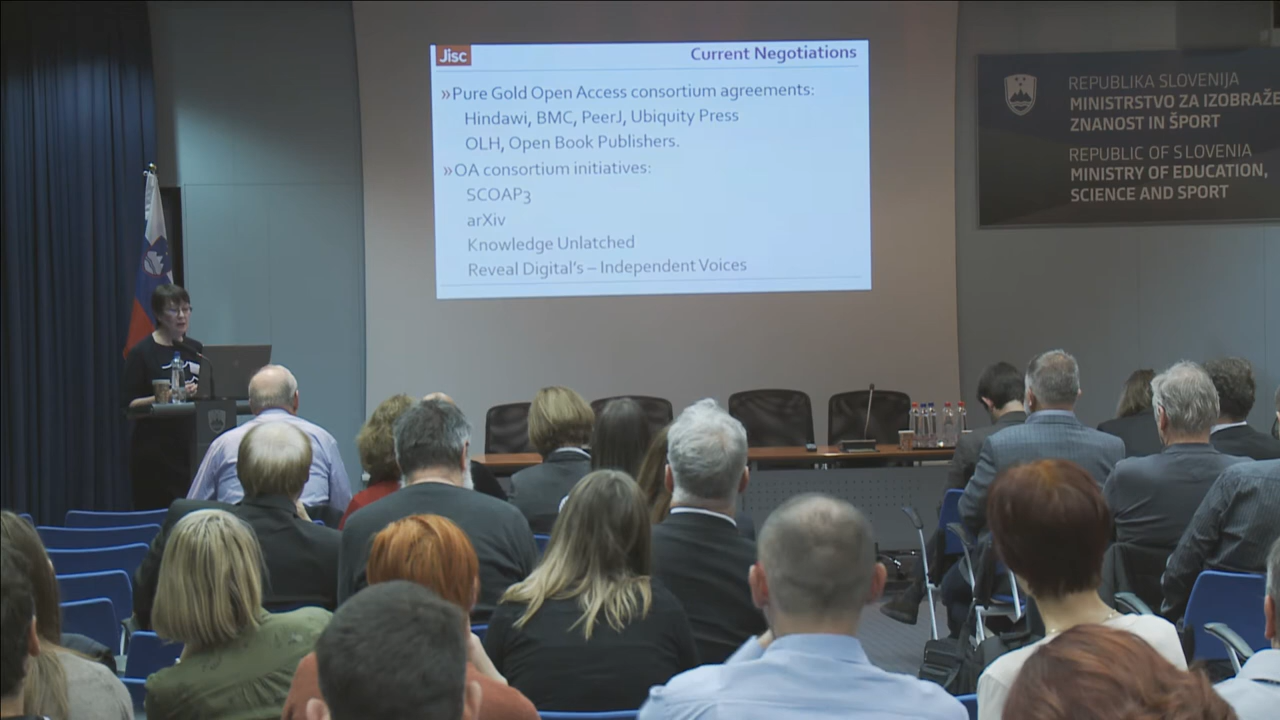 Jisc
Current Negotiations
»Pure Gold Open Access consortium agreements:
Hindawi, BMC, PeerJ, Ubiquity Press
OLH, Open Book Publishers.
»OA consortium initiatives:
SCOAP3
arXiv
Knowledge Unlatched
Reveal Digital's – Independent Voices
REPUBLIKA SLOVENIJA
MINISTRSTVO ZA IZOBRAŽE
ZNANOST IN ŠPORT
REPUBLIC OF SLOVENIA
MINISTRY OF EDUCATION,
SCIENCE AND SPORT